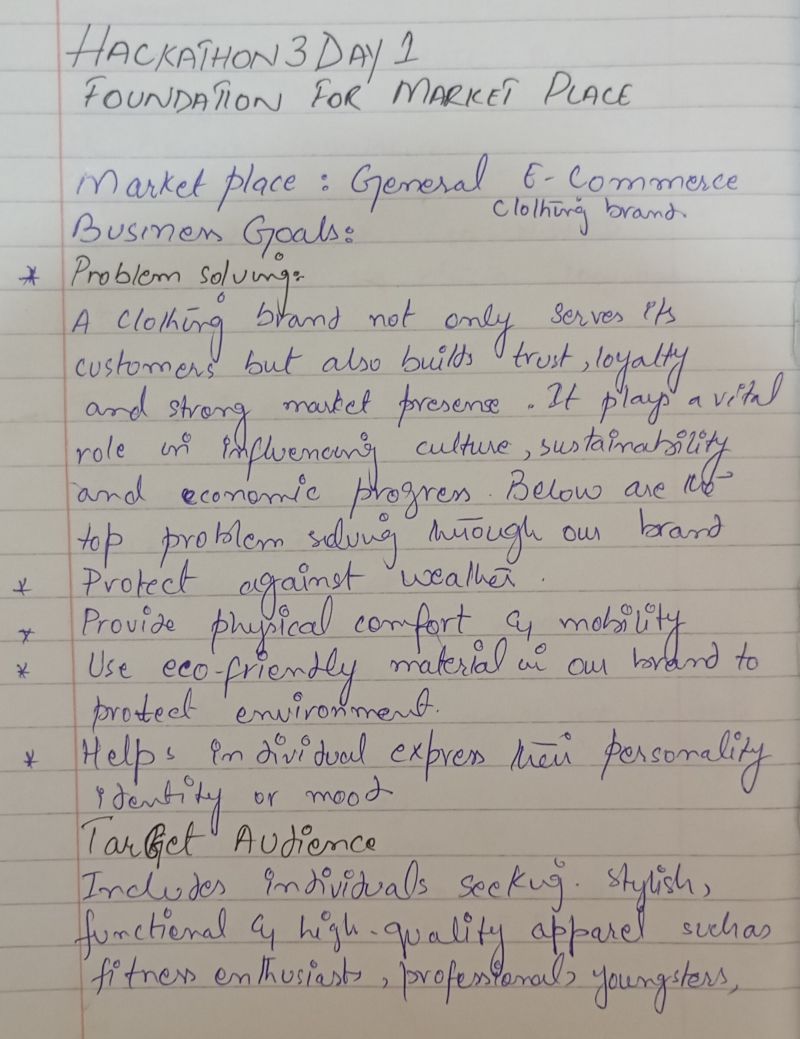 HACKATHON 3 DAY 1
FOUNDATION FOR MARKET PLACE
Market place : General E-Commerce
clothing brand.
Business Goals:
* Problem solving:
A clothing brand not only serves its
customers but also builds trust, loyalty
and strong market presense. It plays a vital
role in influencing culture, sustainability
and economic progress. Below are the
top problem solving through our brand
* Protect against weather.
* Provide physical comfort & mobility
* Use eco-friendly material in our brand to
protect environment.
* Helps individual express their personality
identity or mood
Target Audience
Includes individuals seeking. stylish,
functional & high-quality apparel such as
fitness enthusiasts, professionals, youngsters,